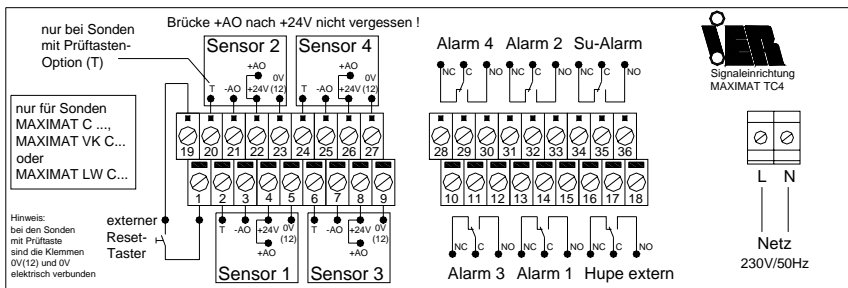 Brücke +AO nach +24V nicht vergessen !
nur bei Sonden
mit Prüftasten-
Option (T)
Sensor 2
Sensor 4
+AO
+AO
T -AO +24V 0V (12)
T -AO +24V 0V (12)
Alarm 4 Alarm 2 Su-Alarm
NC C NO NC C NO NC C NO
IER
Signaleinrichtung
MAXIMAT TC4
nur für Sonden
MAXIMAT C ...,
MAXIMAT VK C...
oder
MAXIMAT LW C...
19 20 21 22 23 24 25 26 27
28 29 30 31 32 33 34 35 36
1 2 3 4 5 6 7 8 9
10 11 12 13 14 15 16 17 18
L N
Netz
230V/50Hz
Hinweis:
bei den Sonden
mit Prüftaste
sind die Klemmen
0V(12) und 0V
elektrisch verbunden
externer
Reset-
Taster
T -AO +24V 0V (12)
T -AO +24V 0V (12)
+AO
+AO
Sensor 1
Sensor 3
NC C NO NC C NO NC C NO
Alarm 3 Alarm 1 Hupe extern